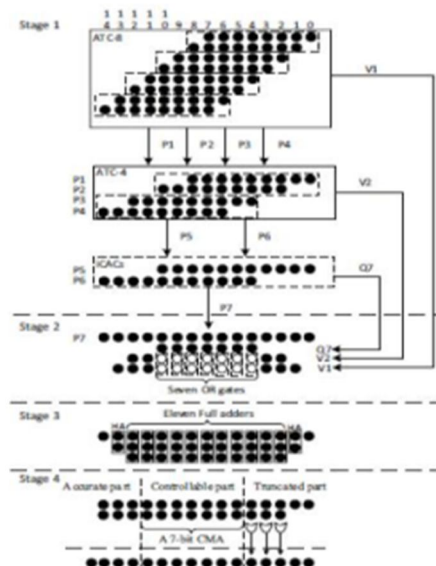 Stage 1
1 1 1 1 1
4 3 2 1 0 9 8 7 6 5 4 3 2 1 0
ATC-8
V1
P1 P2 P3 P4
ATC-4
P1
P2
P3
P4
V2
P5 P6
iCACs
P5
P6
Q7
P7
Stage 2
P7
Q7
V2
V1
Seven OR gates
Stage 3
Eleven Full adders
HA HA
Stage 4
Accurate part Controllable part Truncated part
A 7-bit CMA